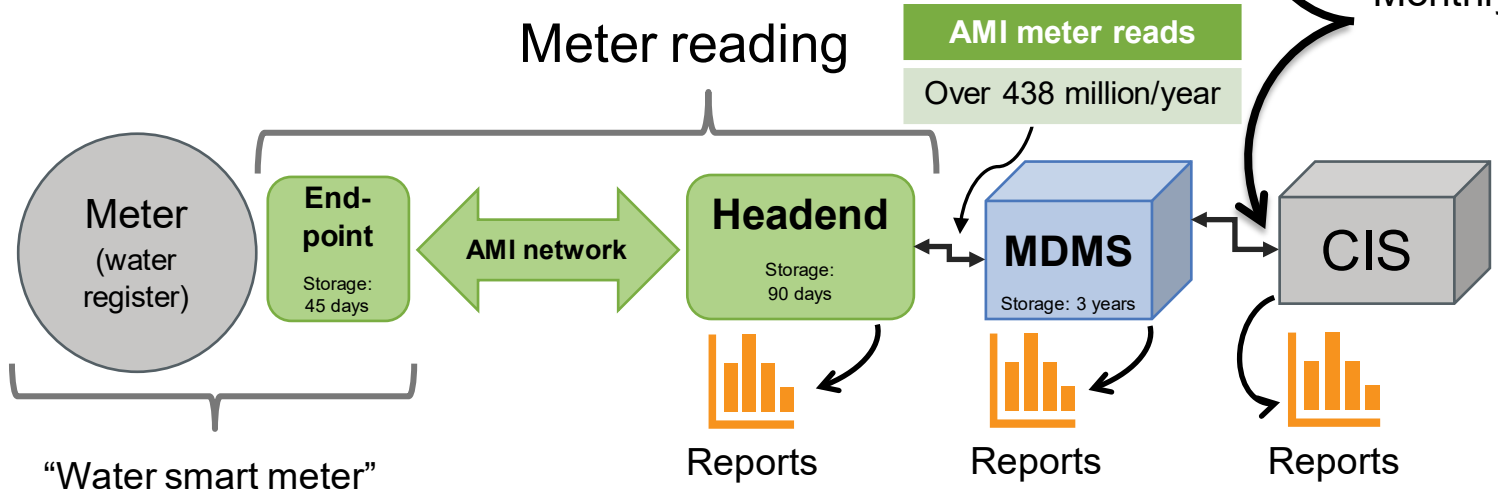 Monthly
Meter reading
AMI meter reads
Over 438 million/year
Meter
(water
register)
End-
point
Storage:
45 days
AMI network
Headend
Storage:
90 days
MDMS
Storage: 3 years
CIS
Reports
Reports
Reports
“Water smart meter”